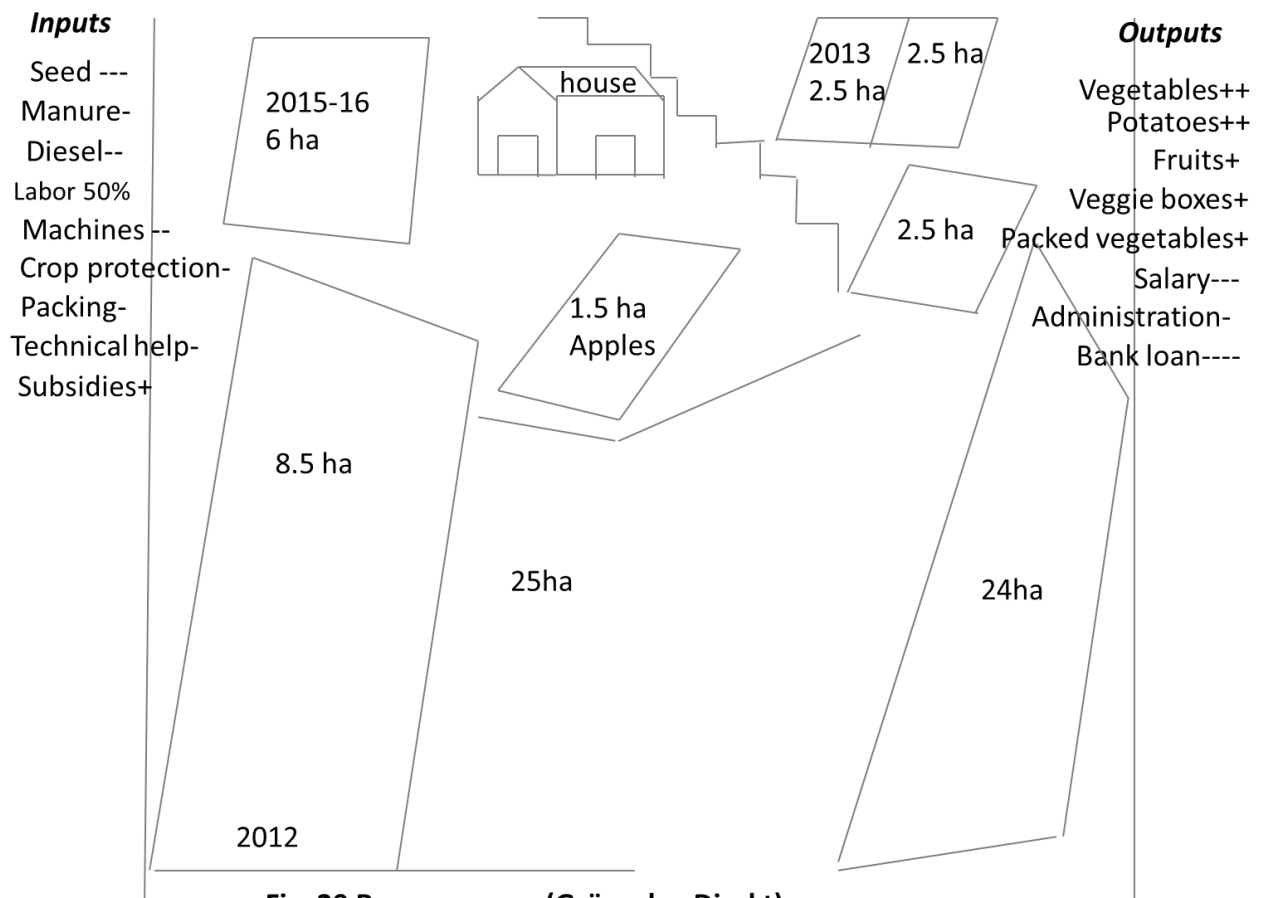 Inputs
Seed ---
Manure-
Diesel--
Labor 50%
Machines --
Crop protection-
Packing-
Technical help-
Subsidies+
2015-16
6 ha
house
2013
2.5 ha
2.5 ha
2.5 ha
1.5 ha
Apples
8.5 ha
25ha
24ha
2012
Outputs
Vegetables++
Potatoes++
Fruits+
Veggie boxes+
Packed vegetables+
Salary---
Administration-
Bank loan----